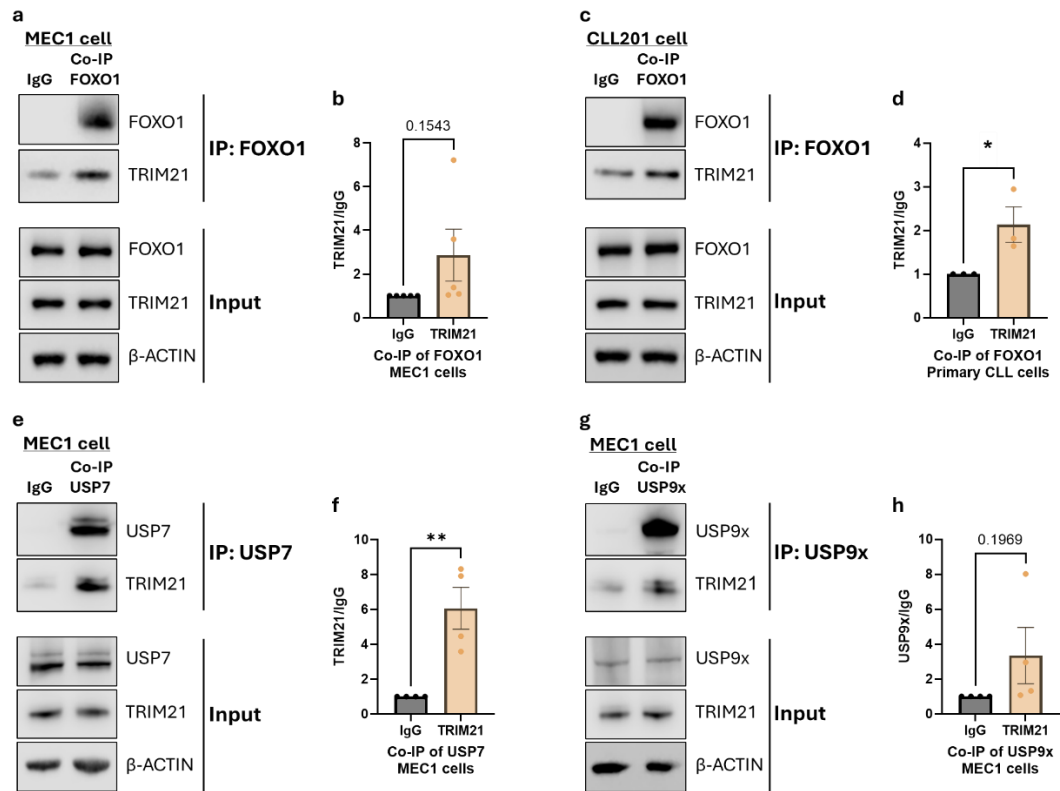 a
MEC1 cell
IgG
Co-IP
FOXO1
FOXO1
TRIM21
IP: FOXO1
FOXO1
TRIM21
β-ACTIN
Input
b
0.1543
8
6
4
2
0
TRIM21/IgG
IgG TRIM21
Co-IP of FOXO1
MEC1 cells
c
CLL201 cell
IgG
Co-IP
FOXO1
FOXO1
TRIM21
IP: FOXO1
FOXO1
TRIM21
β-ACTIN
Input
d
*
4
3
2
1
0
TRIM21/IgG
IgG TRIM21
Co-IP of FOXO1
Primary CLL cells
e
MEC1 cell
IgG
Co-IP
USP7
USP7
TRIM21
IP: USP7
USP7
TRIM21
β-ACTIN
Input
f
**
10
8
6
4
2
0
TRIM21/IgG
IgG TRIM21
Co-IP of USP7
MEC1 cells
g
MEC1 cell
IgG
Co-IP
USP9x
USP9x
TRIM21
IP: USP9x
USP9x
TRIM21
β-ACTIN
Input
h
0.1969
10
8
6
4
2
0
USP9x/IgG
IgG TRIM21
Co-IP of USP9x
MEC1 cells